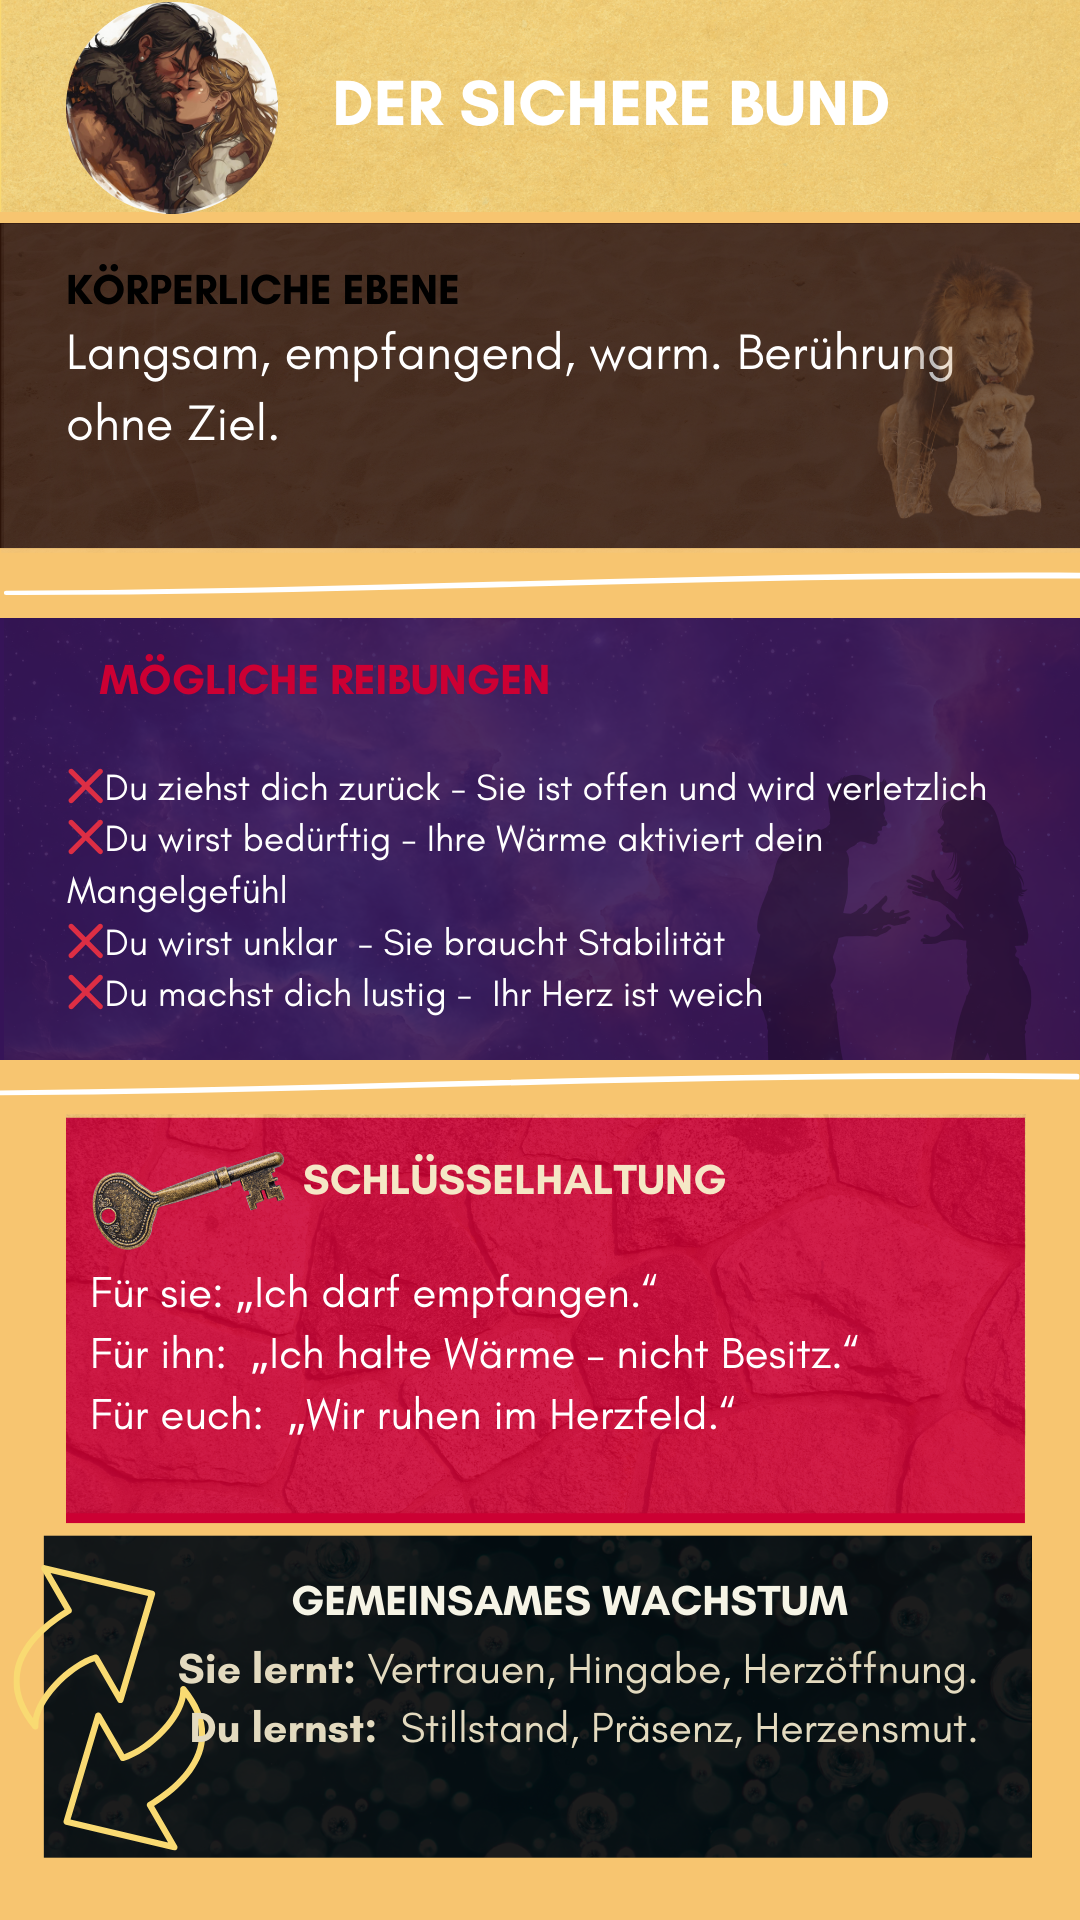 DER SICHERE BUND
KÖRPERLICHE EBENE
Langsam, empfangend, warm. Berührung
ohne Ziel.
MÖGLICHE REIBUNGEN
❌Du ziehst dich zurück – Sie ist offen und wird verletzlich
❌Du wirst bedürftig – Ihre Wärme aktiviert dein
Mangelgefühl
❌Du wirst unklar – Sie braucht Stabilität
❌Du machst dich lustig – Ihr Herz ist weich
SCHLÜSSELHALTUNG
Für sie: „Ich darf empfangen.“
Für ihn: „Ich halte Wärme – nicht Besitz.“
Für euch: „Wir ruhen im Herzfeld.“
GEMEINSAMES WACHSTUM
Sie lernt: Vertrauen, Hingabe, Herzöffnung.
Du lernst: Stillstand, Präsenz, Herzensmut.